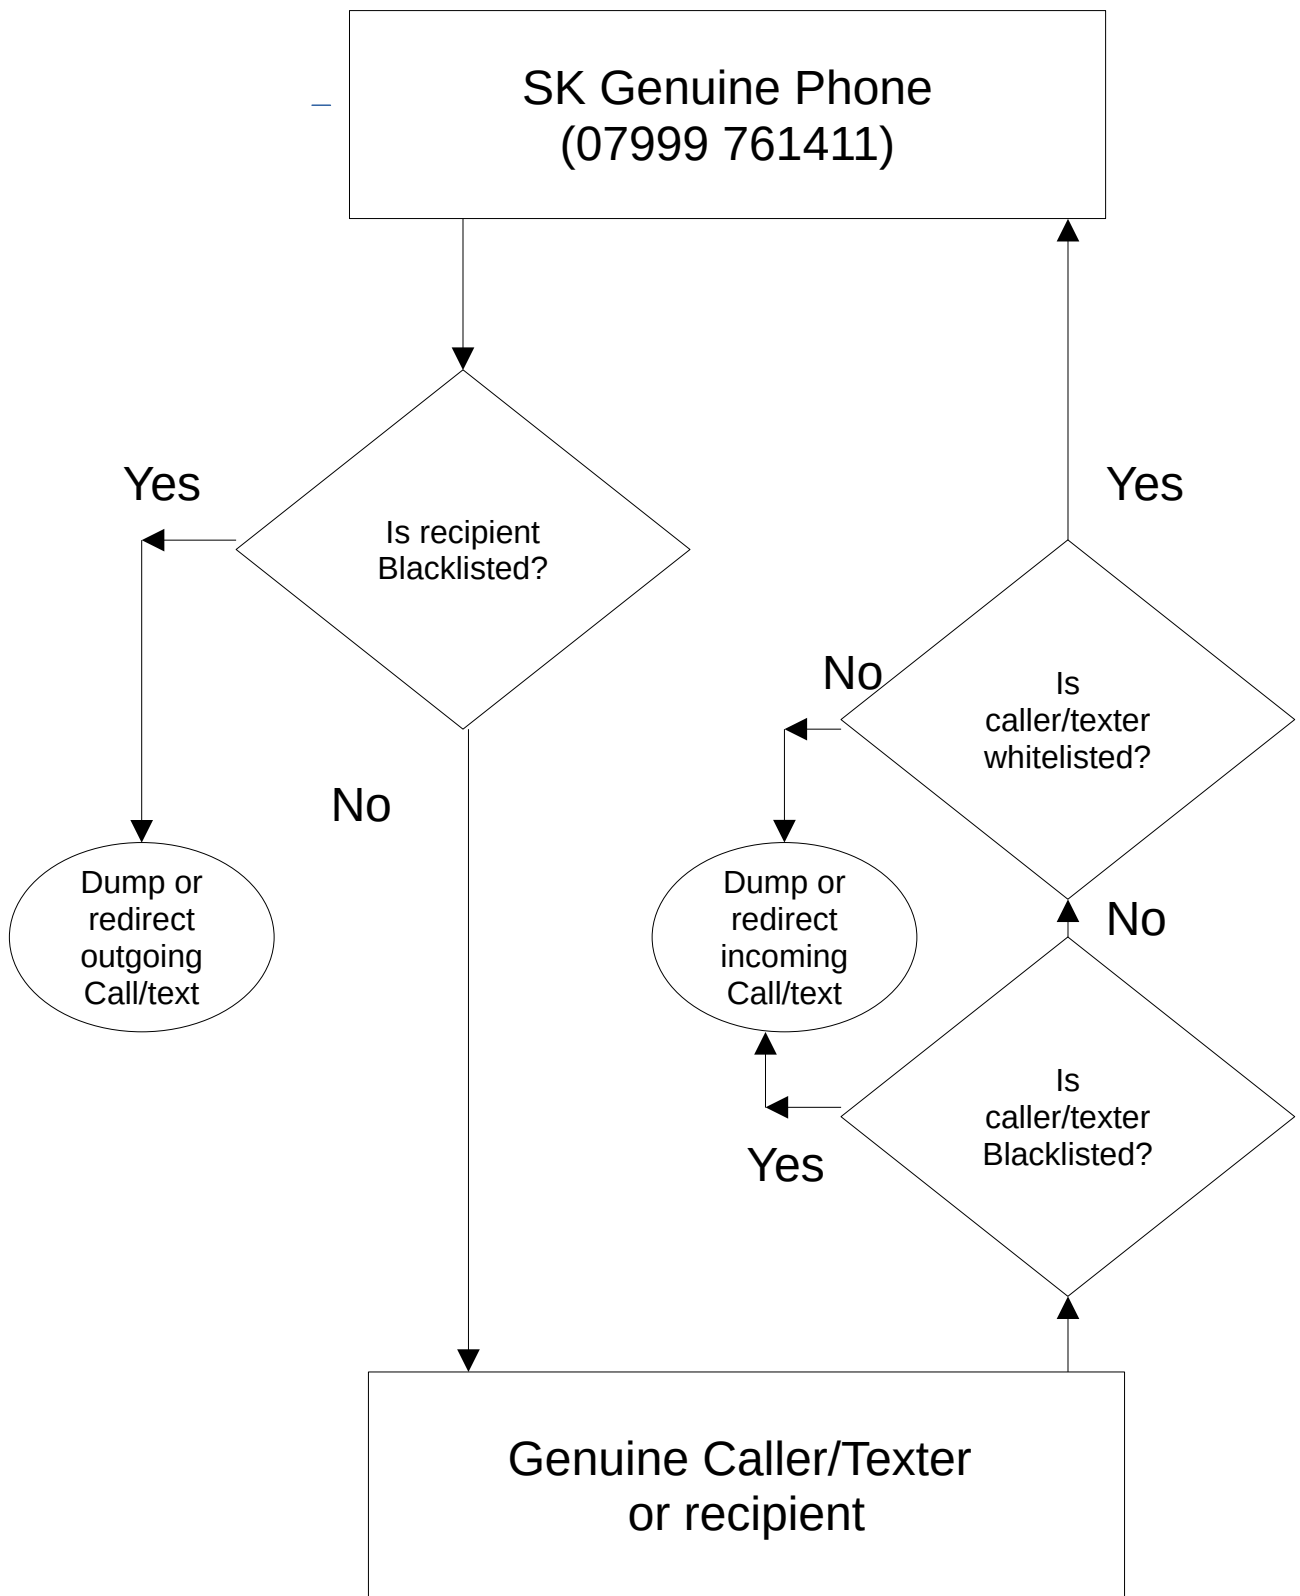 SK Genuine Phone
(07999 761411)
Yes
Yes
Is recipient
Blacklisted?
No
Is
caller/texter
whitelisted?
No
Dump or
redirect
outgoing
Call/text
Dump or
redirect
incoming
Call/text
No
Is
caller/texter
Blacklisted?
Yes
Genuine Caller/Texter
or recipient